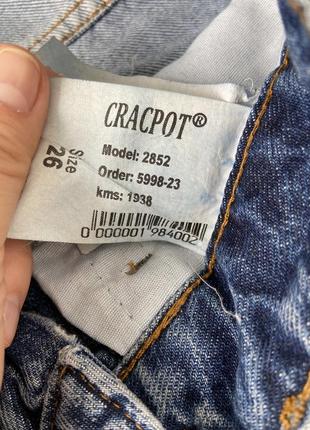 CRACPOT®
Model: 2852
Order: 5998-23
kms: 1938
0 000001 984002
Size
26